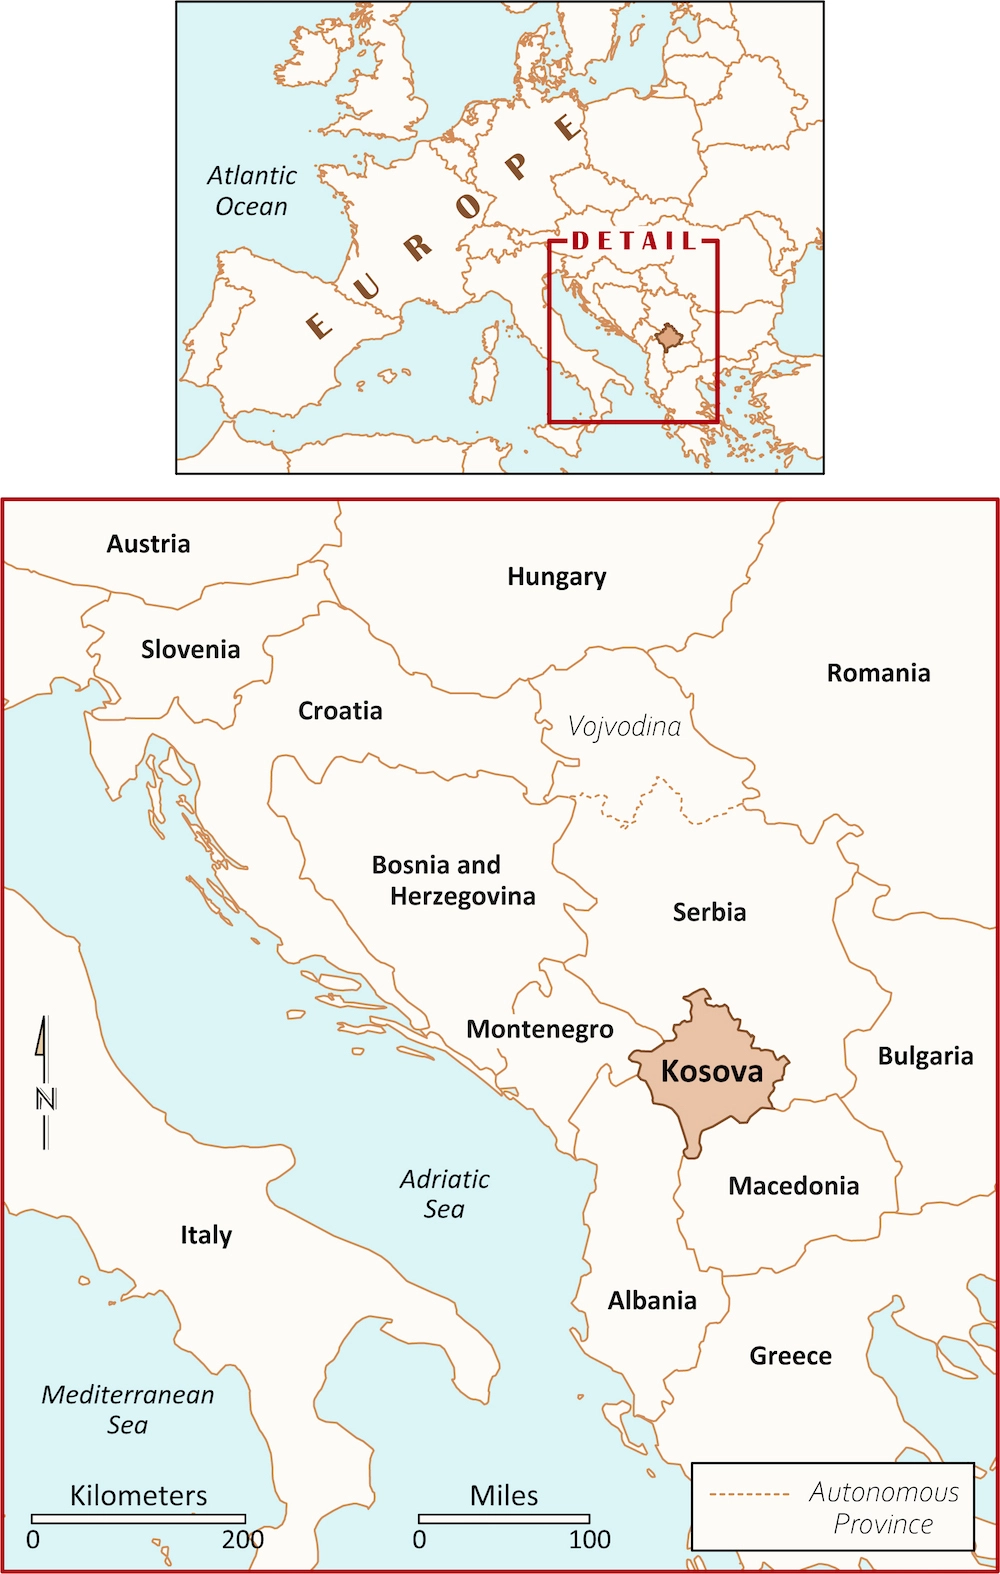 Atlantic
Ocean
EUROPE
DETAIL
Austria
Hungary
Slovenia
Romania
Croatia
Vojvodina
Bosnia and
Herzegovina
Serbia
Montenegro
Kosova
Bulgaria
N
Adriatic
Sea
Macedonia
Italy
Albania
Greece
Mediterranean
Sea
Kilometers
0 200
Miles
0 100
Autonomous
Province